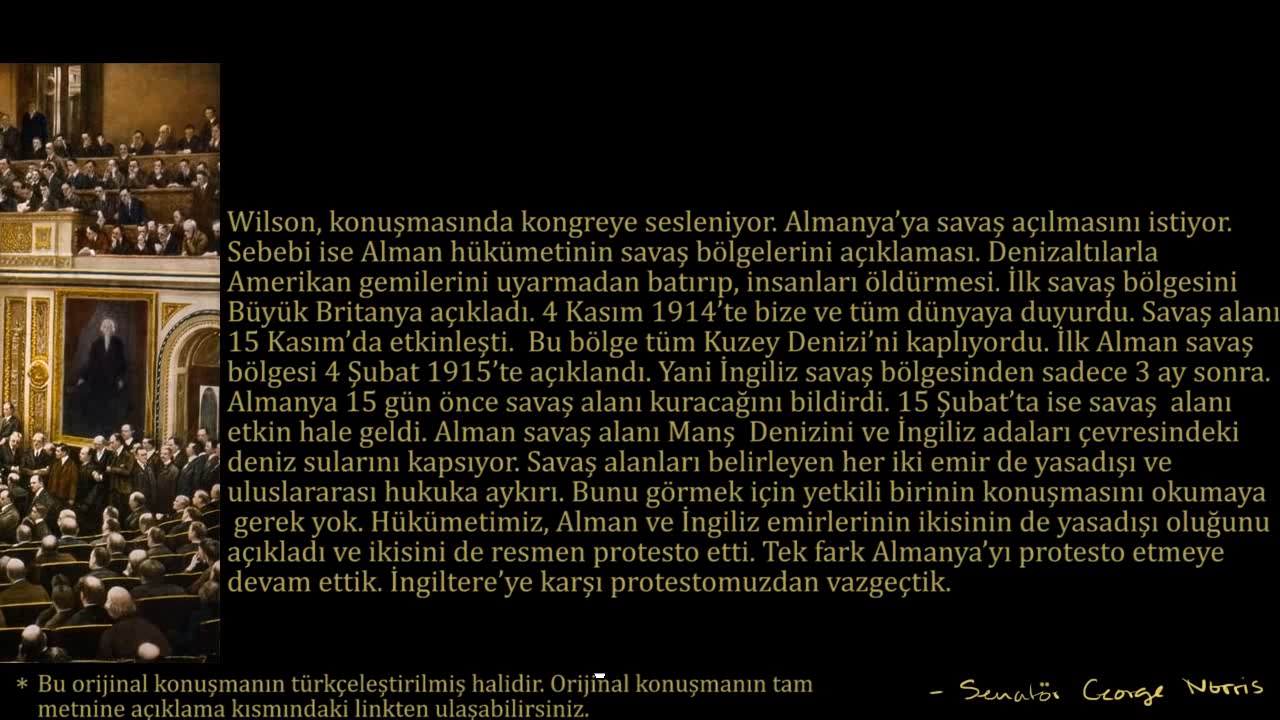 Wilson, konuşmasında kongreye sesleniyor. Almanya’ya savaş açılmasını istiyor.
Sebebi ise Alman hükümetinin savaş bölgelerini açıklaması. Denizaltılarla
Amerikan gemilerini uyarmadan batırıp, insanları öldürmesi. İlk savaş bölgesini
Büyük Britanya açıkladı. 4 Kasım 1914’te bize ve tüm dünyaya duyurdu. Savaş alanı
15 Kasım’da etkinleşti. Bu bölge tüm Kuzey Denizi’ni kaplıyordu. İlk Alman savaş
bölgesi 4 Şubat 1915’te açıklandı. Yani İngiliz savaş bölgesinden sadece 3 ay sonra.
Almanya 15 gün önce savaş alanı kuracağını bildirdi. 15 Şubat’ta ise savaş alanı
etkin hale geldi. Alman savaş alanı Manş Denizini ve İngiliz adaları çevresindeki
deniz sularını kapsıyor. Savaş alanları belirleyen her iki emir de yasadışı ve
uluslararası hukuka aykırı. Bunu görmek için yetkili birinin konuşmasını okumaya
gerek yok. Hükümetimiz, Alman ve İngiliz emirlerinin ikisinin de yasadışı oluğunu
açıkladı ve ikisini de resmen protesto etti. Tek fark Almanya’yı protesto etmeye
devam ettik. İngiltere’ye karşı protestomuzdan vazgeçtik.
* Bu orijinal konuşmanın türkçeleştirilmiş halidir. Orijinal konuşmanın tam
metnine açıklama kısmındaki linkten ulaşabilirsiniz.
- Senatör George Norris